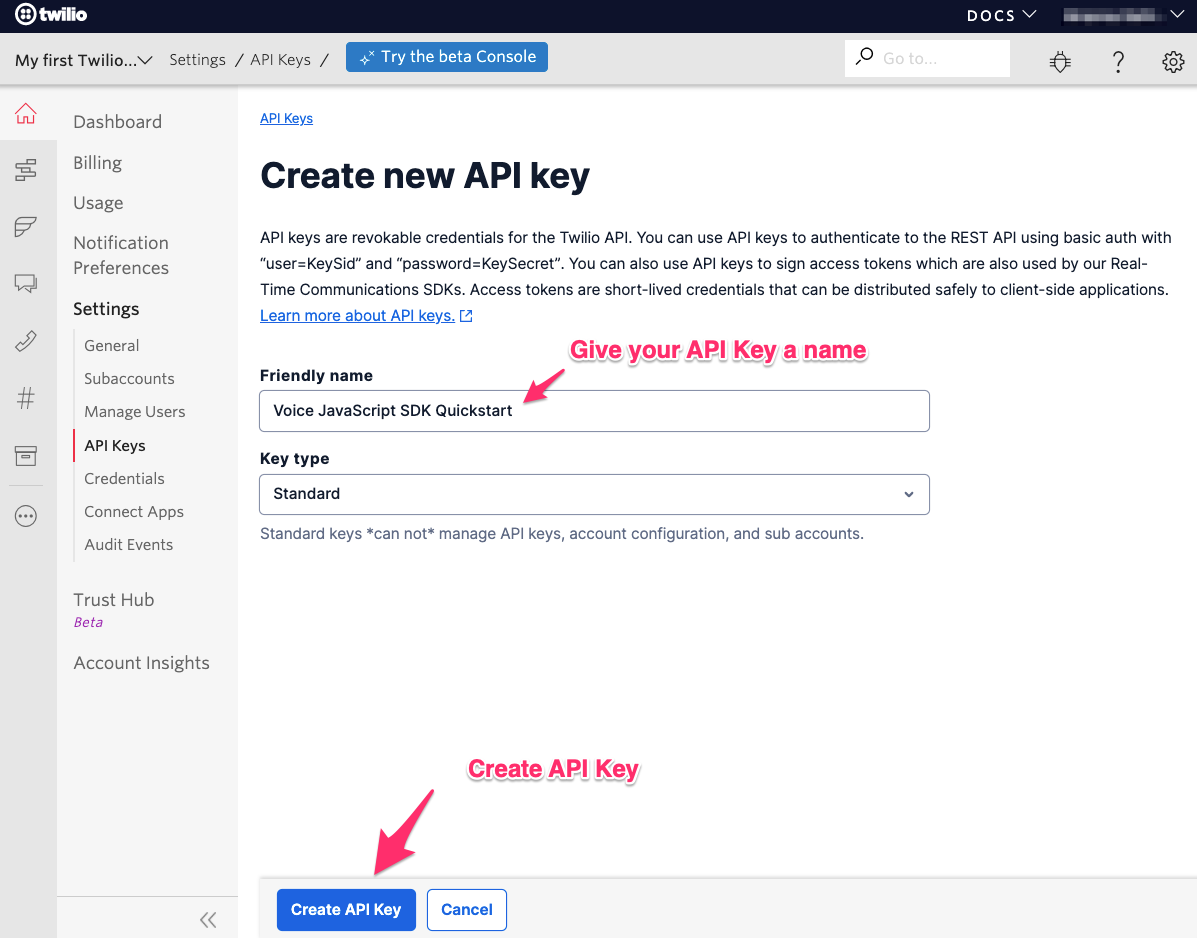 twilio
DOCS
My first Twilio... Settings / API Keys / Try the beta Console Go to...
Dashboard
Billing
Usage
Notification
Preferences
Settings
General
Subaccounts
Manage Users
API Keys
Credentials
Connect Apps
Audit Events
Trust Hub
Beta
Account Insights
API Keys
Create new API key
API keys are revokable credentials for the Twilio API. You can use API keys to authenticate to the REST API using basic auth with
“user=KeySid” and “password=KeySecret”. You can also use API keys to sign access tokens which are also used by our Real-
Time Communications SDKs. Access tokens are short-lived credentials that can be distributed safely to client-side applications.
Learn more about API keys.
Give your API Key a name
Friendly name
Voice JavaScript SDK Quickstart
Key type
Standard
Standard keys *can not* manage API keys, account configuration, and sub accounts.
Create API Key
Create API Key Cancel